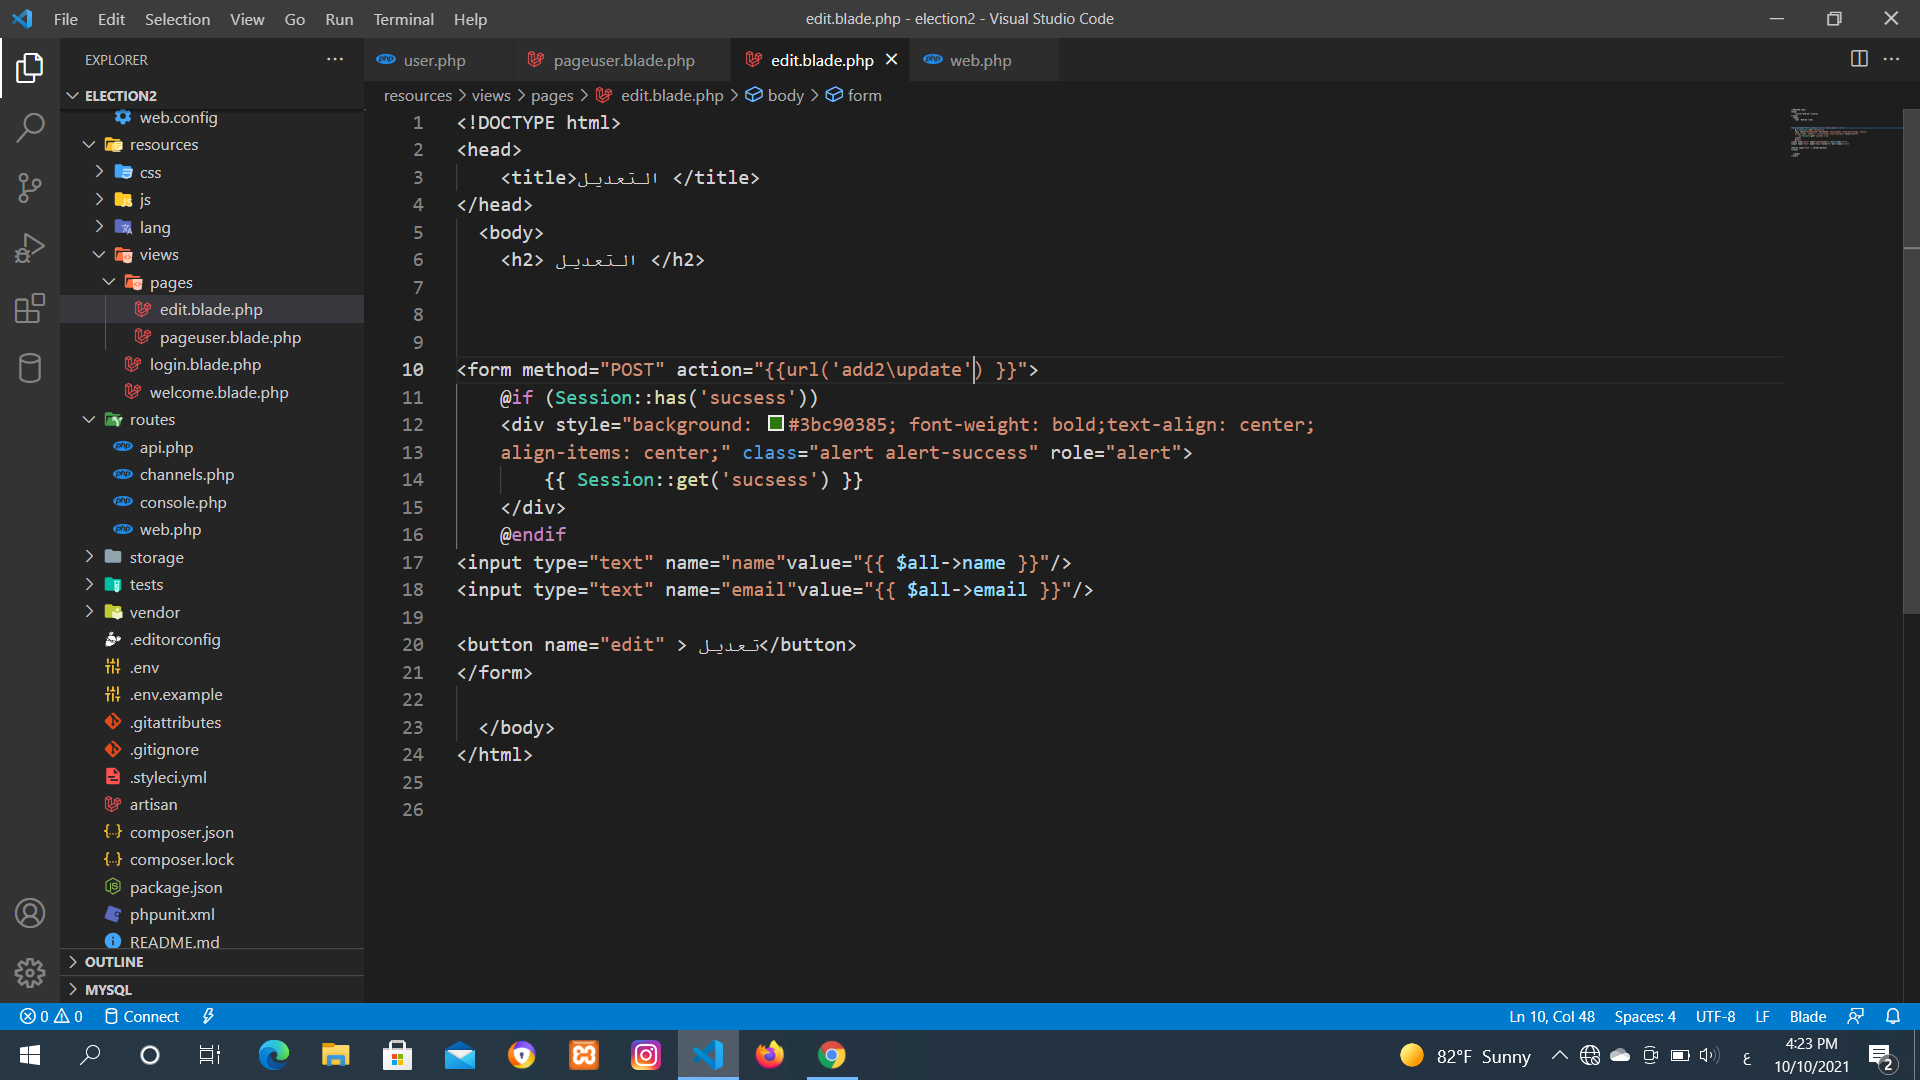 File Edit Selection View Go Run Terminal Help
edit.blade.php - election2 - Visual Studio Code
EXPLORER
user.php
pageuser.blade.php
edit.blade.php
web.php
ELECTION2
resources > views > pages > edit.blade.php > body > form
web.config
resources
css
js
lang
views
pages
edit.blade.php
pageuser.blade.php
login.blade.php
welcome.blade.php
routes
api.php
channels.php
console.php
web.php
storage
tests
vendor
.editorconfig
.env
.env.example
.gitattributes
.gitignore
.styleci.yml
artisan
composer.json
composer.lock
package.json
phpunit.xml
README.md
OUTLINE
MYSQL
1 <!DOCTYPE html>
2 <head>
3 <title>التعديل </title>
4 </head>
5 <body>
6 <h2> التعديل </h2>
7
8
9
10 <form method="POST" action="{{url('add2\update') }}">
11 @if (Session::has('sucsess'))
12 <div style="background: #3bc90385; font-weight: bold;text-align: center;
13 align-items: center;" class="alert alert-success" role="alert">
14 {{ Session::get('sucsess') }}
15 </div>
16 @endif
17 <input type="text" name="name"value="{{ $all->name }}"/>
18 <input type="text" name="email"value="{{ $all->email }}"/>
19
20 <button name="edit" > تعديل</button>
21 </form>
22
23 </body>
24 </html>
25
26
0 0 Connect
Ln 10, Col 48 Spaces: 4 UTF-8 LF Blade
82°F Sunny
ع
4:23 PM
10/10/2021
2